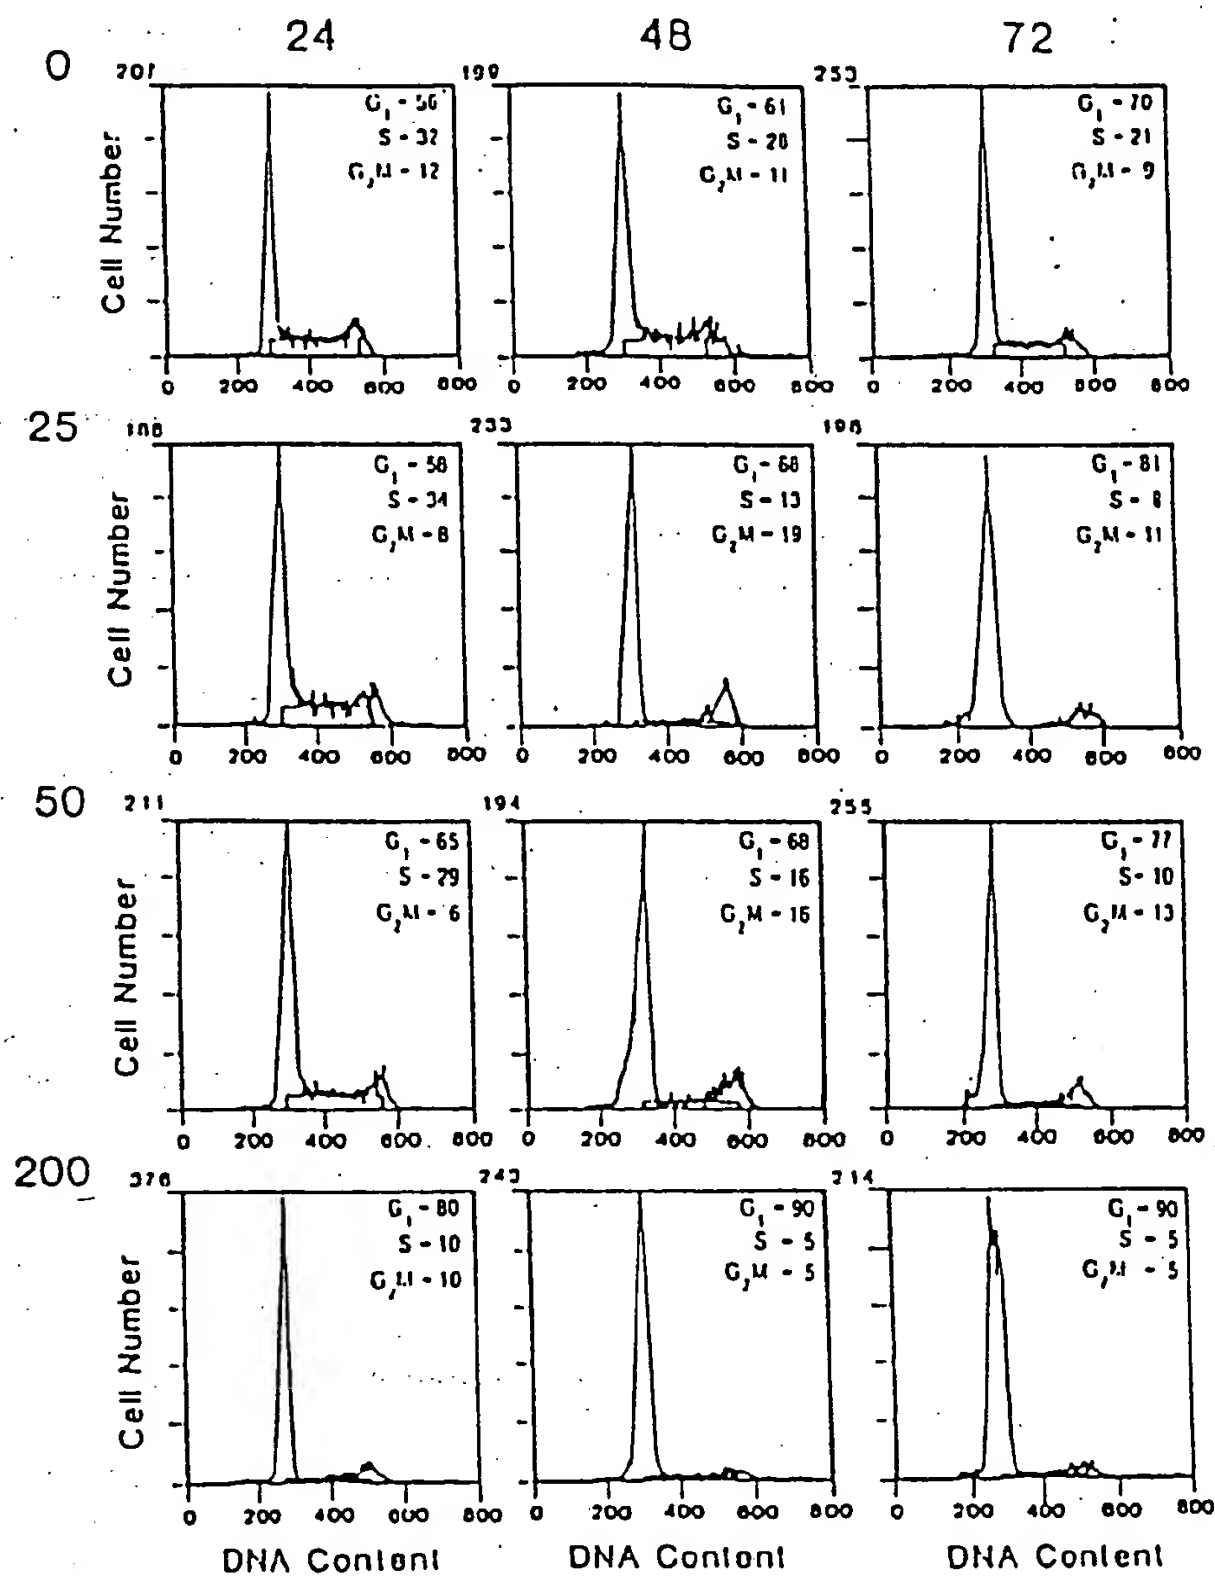 24 48 72
0
201 199 253
G₁ - 56 G₁ - 61 G₁ - 70
S - 32 S - 28 S - 21
G₂M - 12 G₂M - 11 G₂M - 9
Cell Number
0 200 400 600 800 0 200 400 600 800 0 200 400 600 800
25
188 233 198
G₁ - 58 G₁ - 68 G₁ - 81
S - 34 S - 13 S - 8
G₂M - 8 G₂M - 19 G₂M - 11
Cell Number
0 200 400 600 800 0 200 400 600 800 0 200 400 600 800
50
211 194 255
G₁ - 65 G₁ - 68 G₁ - 77
S - 29 S - 16 S - 10
G₂M - 6 G₂M - 16 G₂M - 13
Cell Number
0 200 400 600 800 0 200 400 600 800 0 200 400 600 800
200
376 243 214
G₁ - 80 G₁ - 90 G₁ - 90
S - 10 S - 5 S - 5
G₂M - 10 G₂M - 5 G₂M - 5
Cell Number
0 200 400 600 800 0 200 400 600 800 0 200 400 600 800
DNA Content DNA Content DNA Content